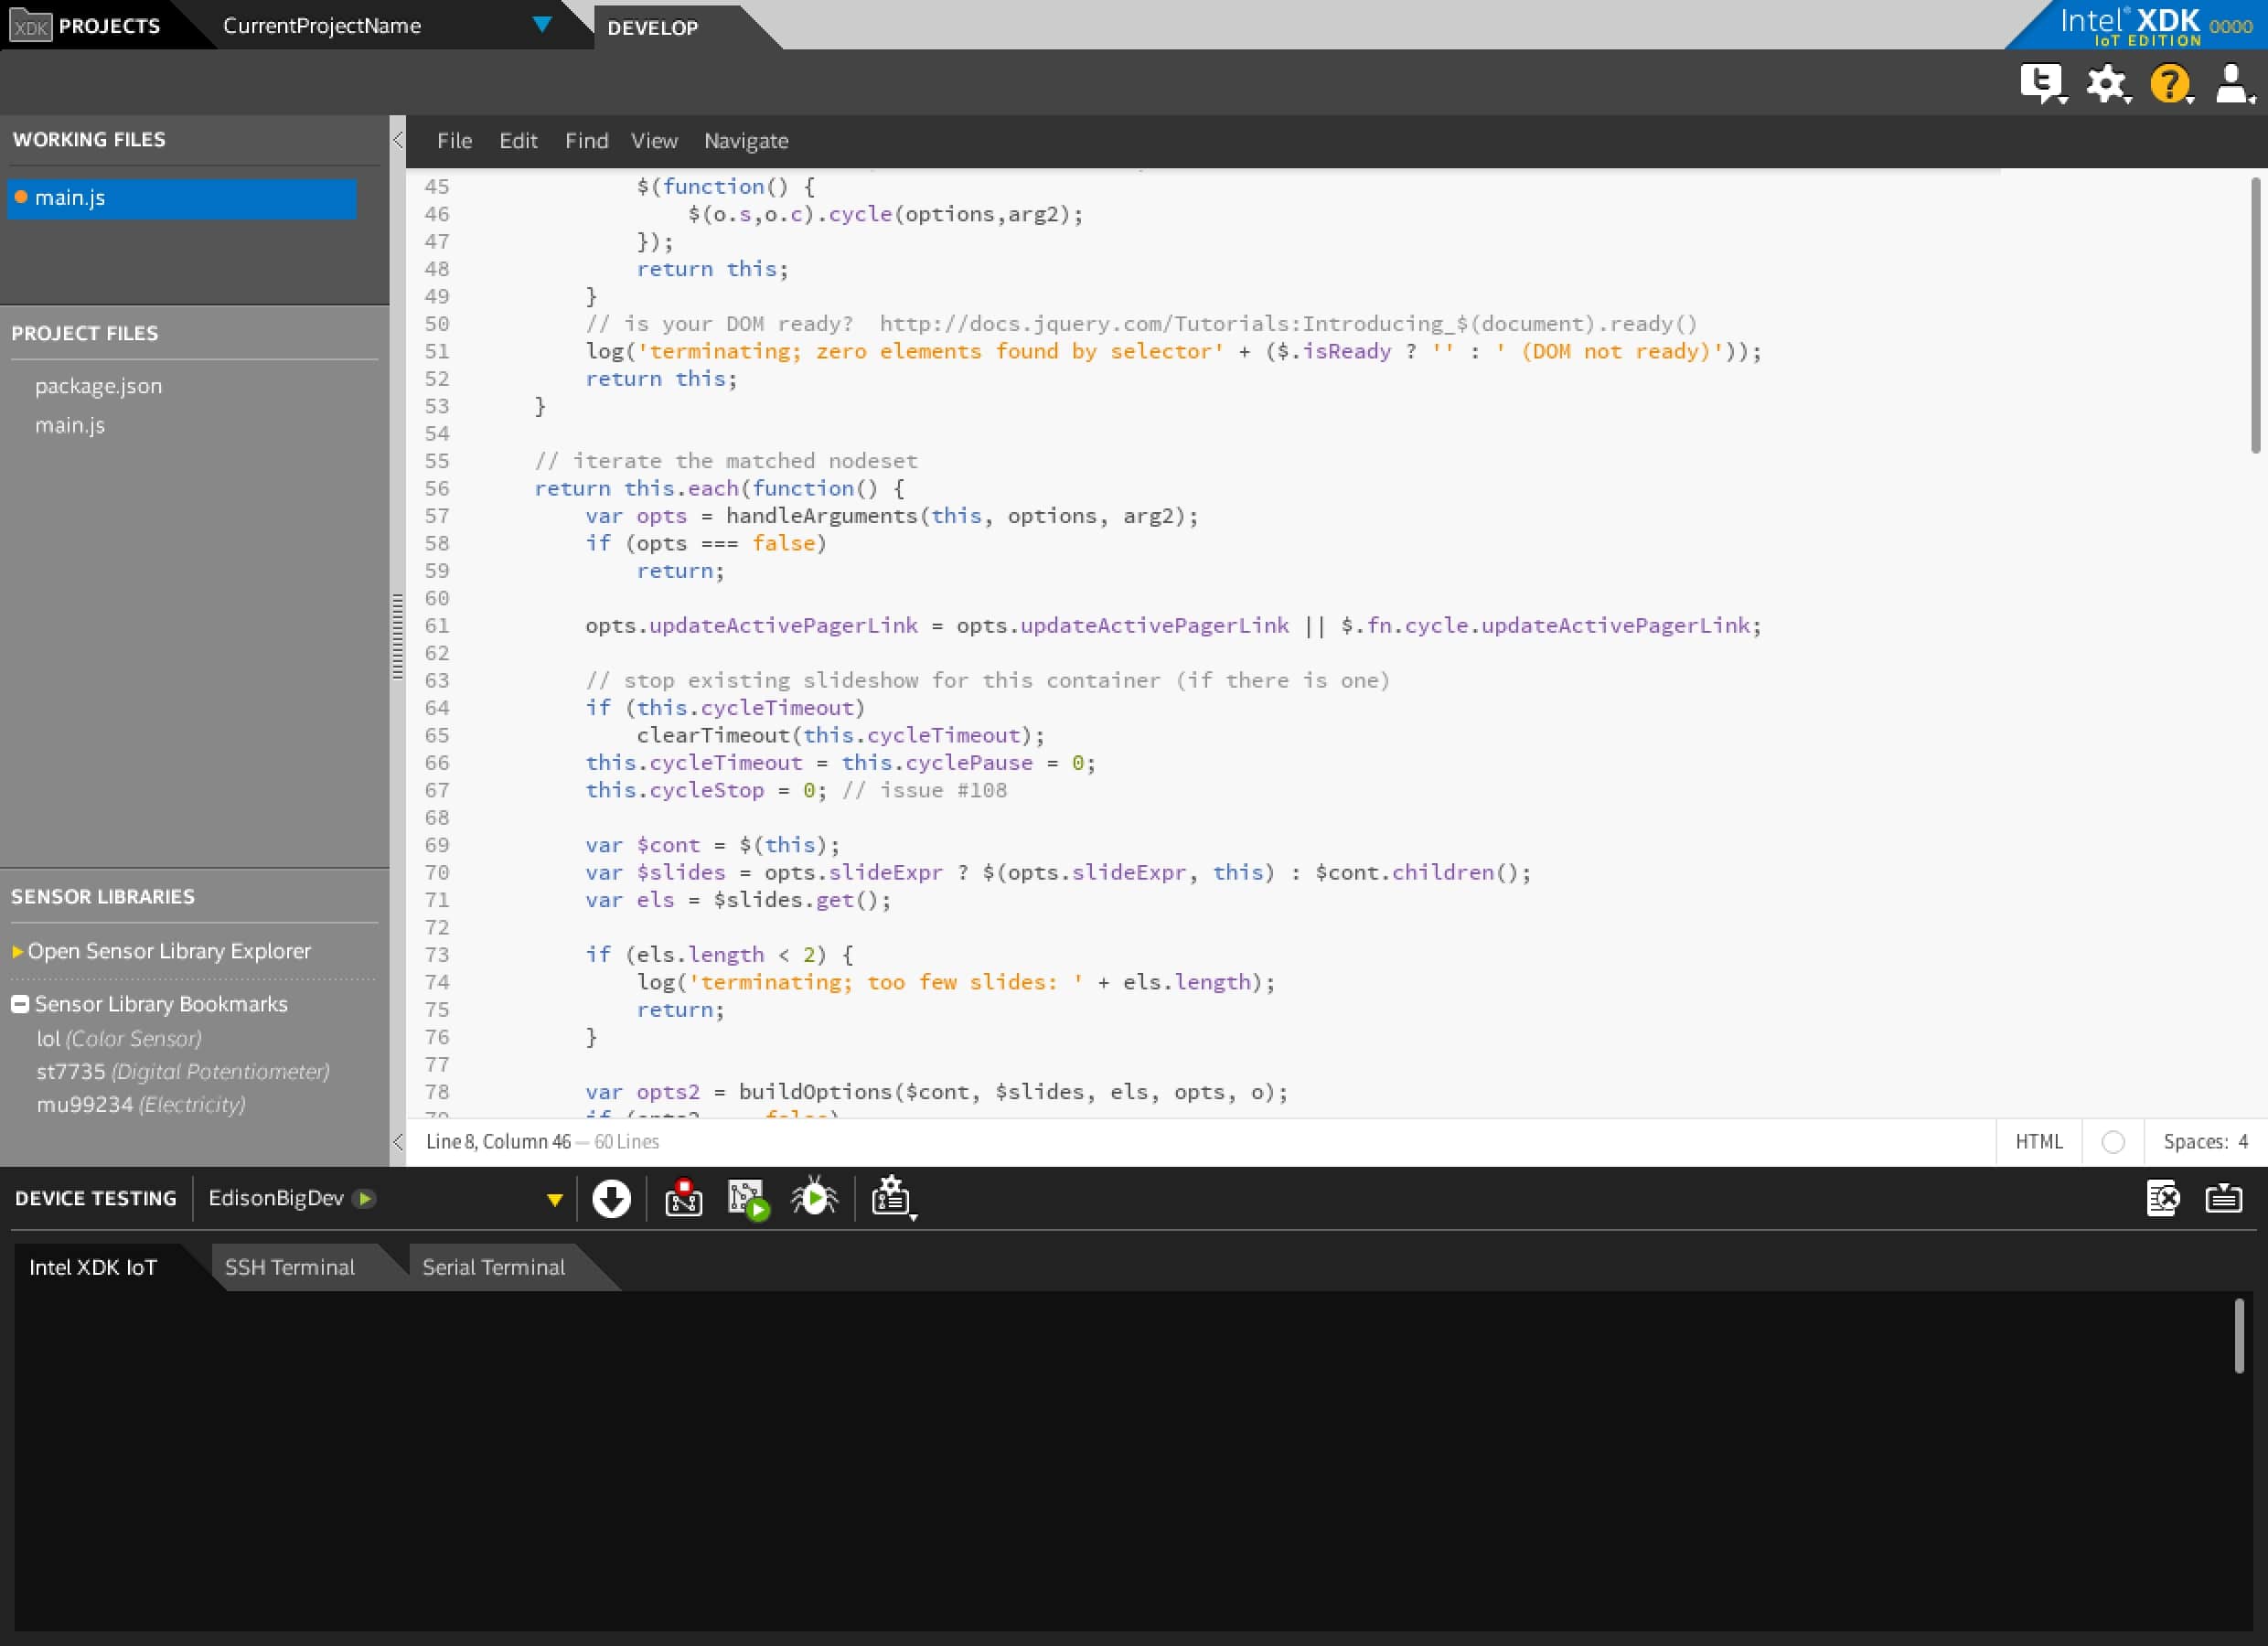 XDK PROJECTS
CurrentProjectName
DEVELOP
Intel® XDK 0000
IoT EDITION
WORKING FILES
main.js
PROJECT FILES
package.json
main.js
SENSOR LIBRARIES
Open Sensor Library Explorer
Sensor Library Bookmarks
lol (Color Sensor)
st7735 (Digital Potentiometer)
mu99234 (Electricity)
File Edit Find View Navigate
45 $(function() {
46 $(o.s,o.c).cycle(options,arg2);
47 });
48 return this;
49 }
50 // is your DOM ready?  http://docs.jquery.com/Tutorials:Introducing_$(document).ready()
51 log('terminating; zero elements found by selector' + ($.isReady ? '' : ' (DOM not ready)'));
52 return this;
53 }
54
55 // iterate the matched nodeset
56 return this.each(function() {
57 var opts = handleArguments(this, options, arg2);
58 if (opts === false)
59 return;
60
61 opts.updateActivePagerLink = opts.updateActivePagerLink || $.fn.cycle.updateActivePagerLink;
62
63 // stop existing slideshow for this container (if there is one)
64 if (this.cycleTimeout)
65 clearTimeout(this.cycleTimeout);
66 this.cycleTimeout = this.cyclePause = 0;
67 this.cycleStop = 0; // issue #108
68
69 var $cont = $(this);
70 var $slides = opts.slideExpr ? $(opts.slideExpr, this) : $cont.children();
71 var els = $slides.get();
72
73 if (els.length < 2) {
74 log('terminating; too few slides: ' + els.length);
75 return;
76 }
77
78 var opts2 = buildOptions($cont, $slides, els, opts, o);
Line 8, Column 46 — 60 Lines
HTML
Spaces: 4
DEVICE TESTING
EdisonBigDev
Intel XDK IoT
SSH Terminal
Serial Terminal